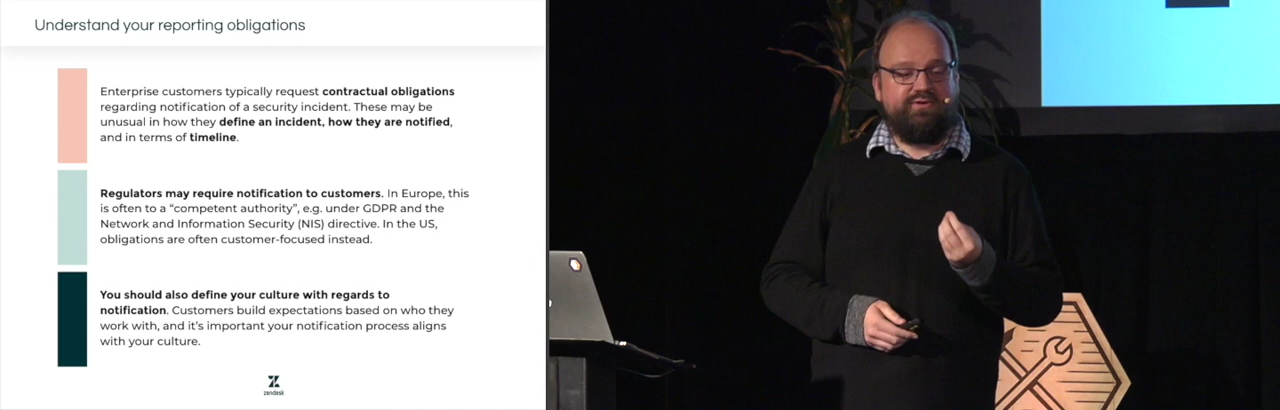 Understand your reporting obligations
Enterprise customers typically request contractual obligations
regarding notification of a security incident. These may be
unusual in how they define an incident, how they are notified,
and in terms of timeline.
Regulators may require notification to customers. In Europe, this
is often to a “competent authority”, e.g. under GDPR and the
Network and Information Security (NIS) directive. In the US,
obligations are often customer-focused instead.
You should also define your culture with regards to
notification. Customers build expectations based on who they
work with, and it’s important your notification process aligns
with your culture.
zendesk